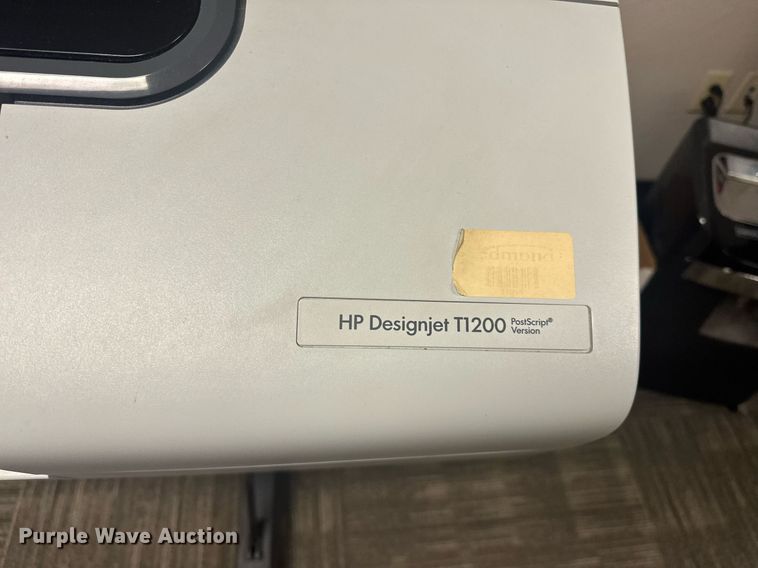 HP Designjet T1200 PostScript®
Version
Purple Wave Auction